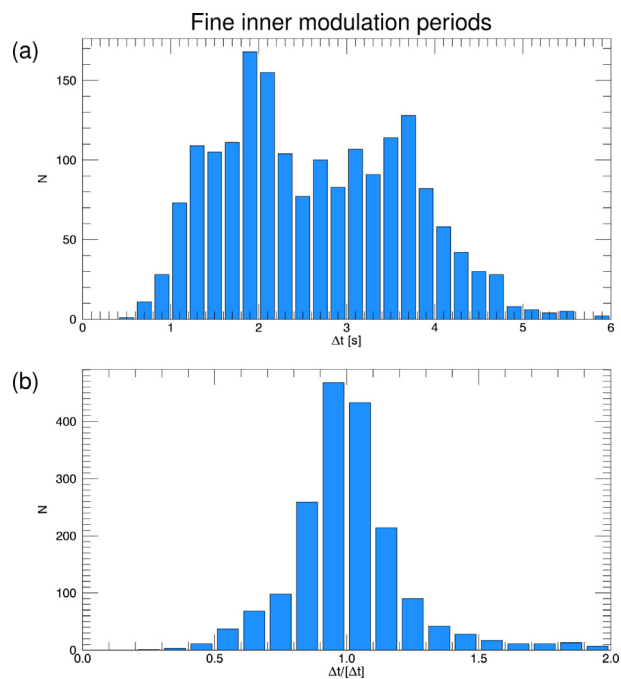 Fine inner modulation periods
(a)
150
100
50
0
N
0 1 2 3 4 5 6
Δt [s]
(b)
400
300
200
100
0
N
0.0 0.5 1.0 1.5 2.0
Δt/[Δt]